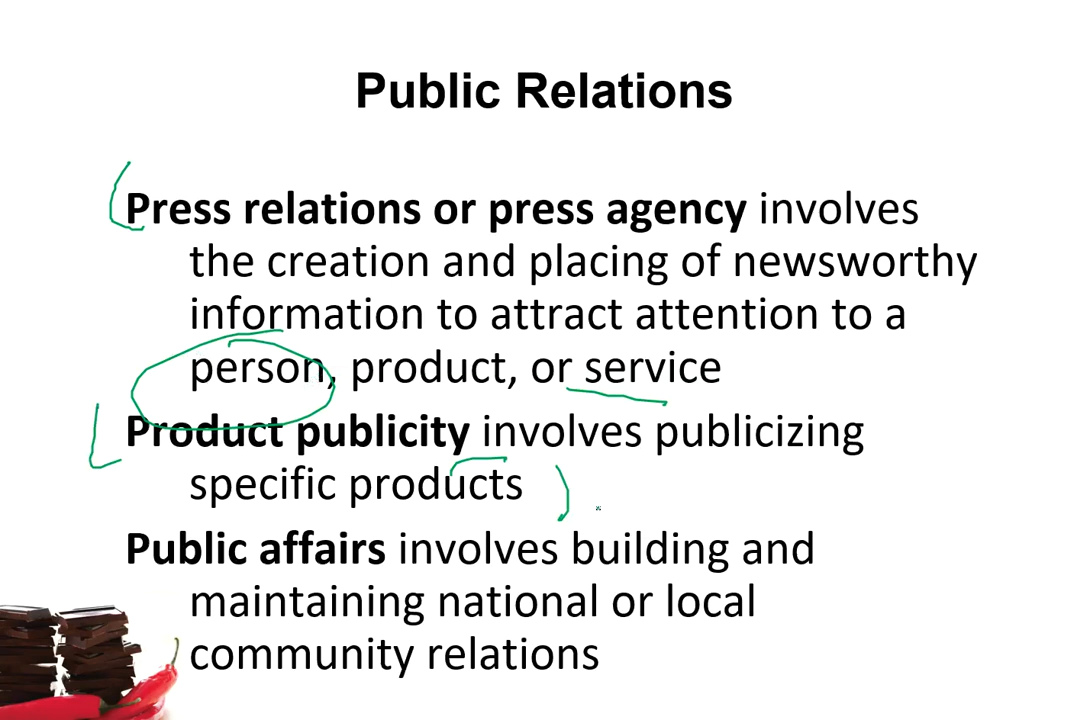 Public Relations
Press relations or press agency involves
the creation and placing of newsworthy
information to attract attention to a
person, product, or service
Product publicity involves publicizing
specific products
Public affairs involves building and
maintaining national or local
community relations